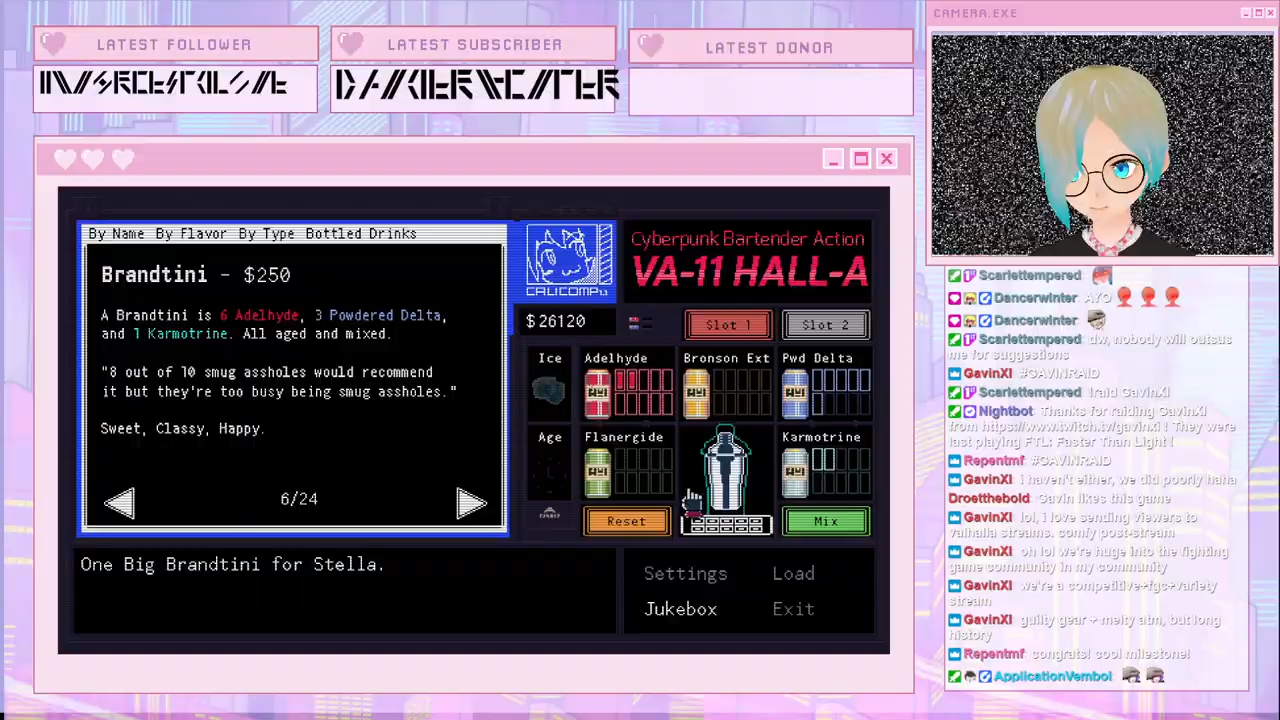 CAMERA.EXE
LATEST FOLLOWER
LATEST SUBSCRIBER
LATEST DONOR
By Name By Flavor By Type Bottled Drinks
Brandtini - $250
A Brandtini is 6 Adelhyde, 3 Powdered Delta,
and 1 Karmotrine. All aged and mixed.
"8 out of 10 smug assholes would recommend
it but they're too busy being smug assholes."
Sweet, Classy, Happy.
6/24
CALICOMP
Cyberpunk Bartender Action
VA-11 HALL-A
$26120
Slot 1
Slot 2
Ice
Adelhyde
Bronson Ext
Pwd Delta
Age
Flanergide
Karmotrine
Reset
Mix
One Big Brandtini for Stella.
Settings
Load
Jukebox
Exit
Scarlettempered
Dancerwinter AYO
Dancerwinter
Scarlettempered dw, nobody will outsus
me for suggestions
GavinXI #GAVINRAID
Scarlettempered !raid GavinXI
Nightbot Thanks for raiding GavinXI
from https://www.twitch.tv/gavinxi ! They were
last playing FTL: Faster Than Light !
Repentmf #GAVINRAID
GavinXI i haven't either, we did poorly haha
Droetthebold Gavin likes this game
GavinXI lol, i love sending viewers to
valhalla streams. comfy post-stream
GavinXI oh lol we're huge into the fighting
game community in my community
GavinXI we're a competitive+fgc+variety
stream
GavinXI guilty gear + melty atm, but long
history
Repentmf congrats! cool milestone!
ApplicationVembol